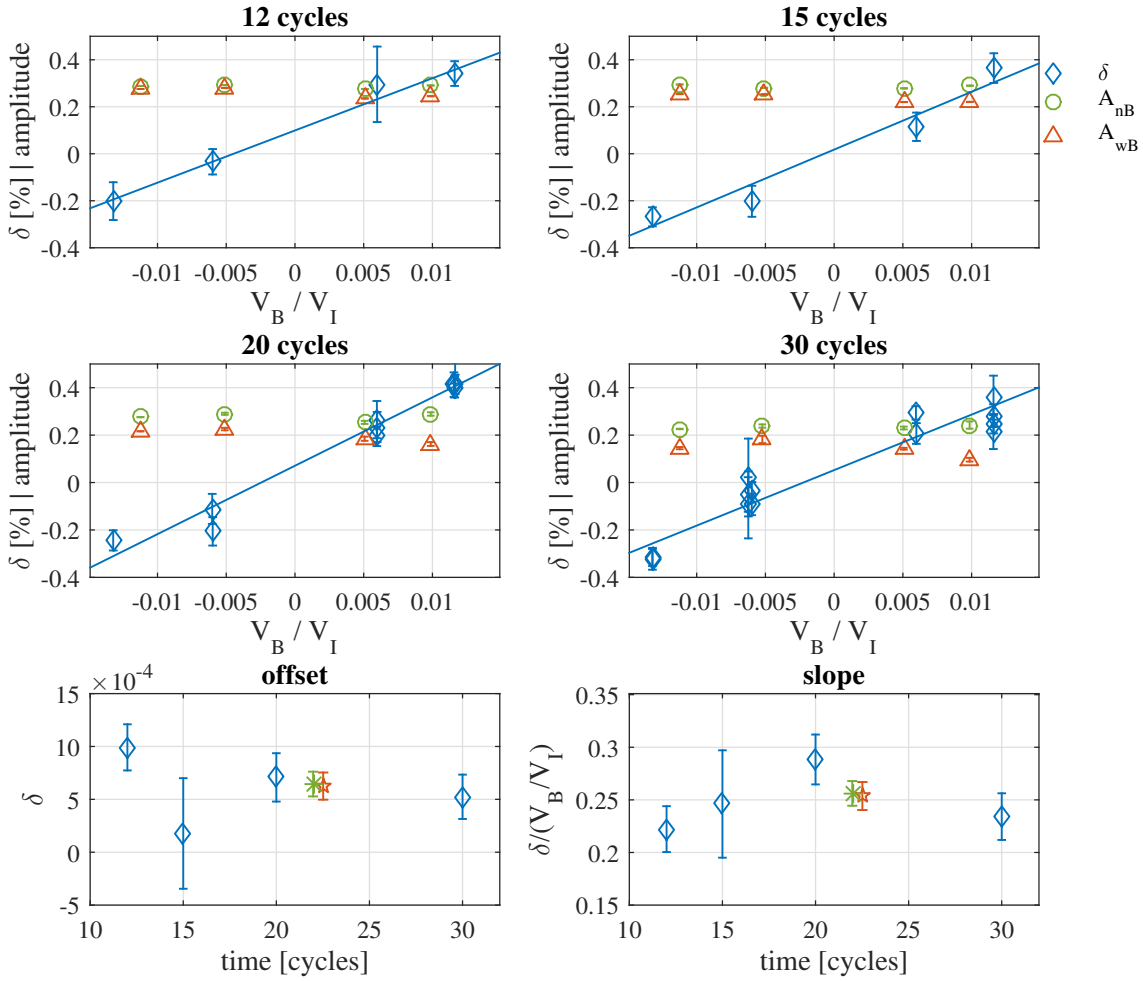 12 cycles
0.4
0.2
0
-0.2
-0.4
δ [%] || amplitude
-0.01 -0.005 0 0.005 0.01
V_B / V_I
15 cycles
0.4
0.2
0
-0.2
-0.4
δ [%] || amplitude
-0.01 -0.005 0 0.005 0.01
V_B / V_I
δ
A_nB
A_wB
20 cycles
0.4
0.2
0
-0.2
-0.4
δ [%] || amplitude
-0.01 -0.005 0 0.005 0.01
V_B / V_I
30 cycles
0.4
0.2
0
-0.2
-0.4
δ [%] || amplitude
-0.01 -0.005 0 0.005 0.01
V_B / V_I
offset
×10^-4
15
10
5
0
-5
δ
10 15 20 25 30
time [cycles]
slope
0.35
0.3
0.25
0.2
0.15
δ/(V_B/V_I)
10 15 20 25 30
time [cycles]